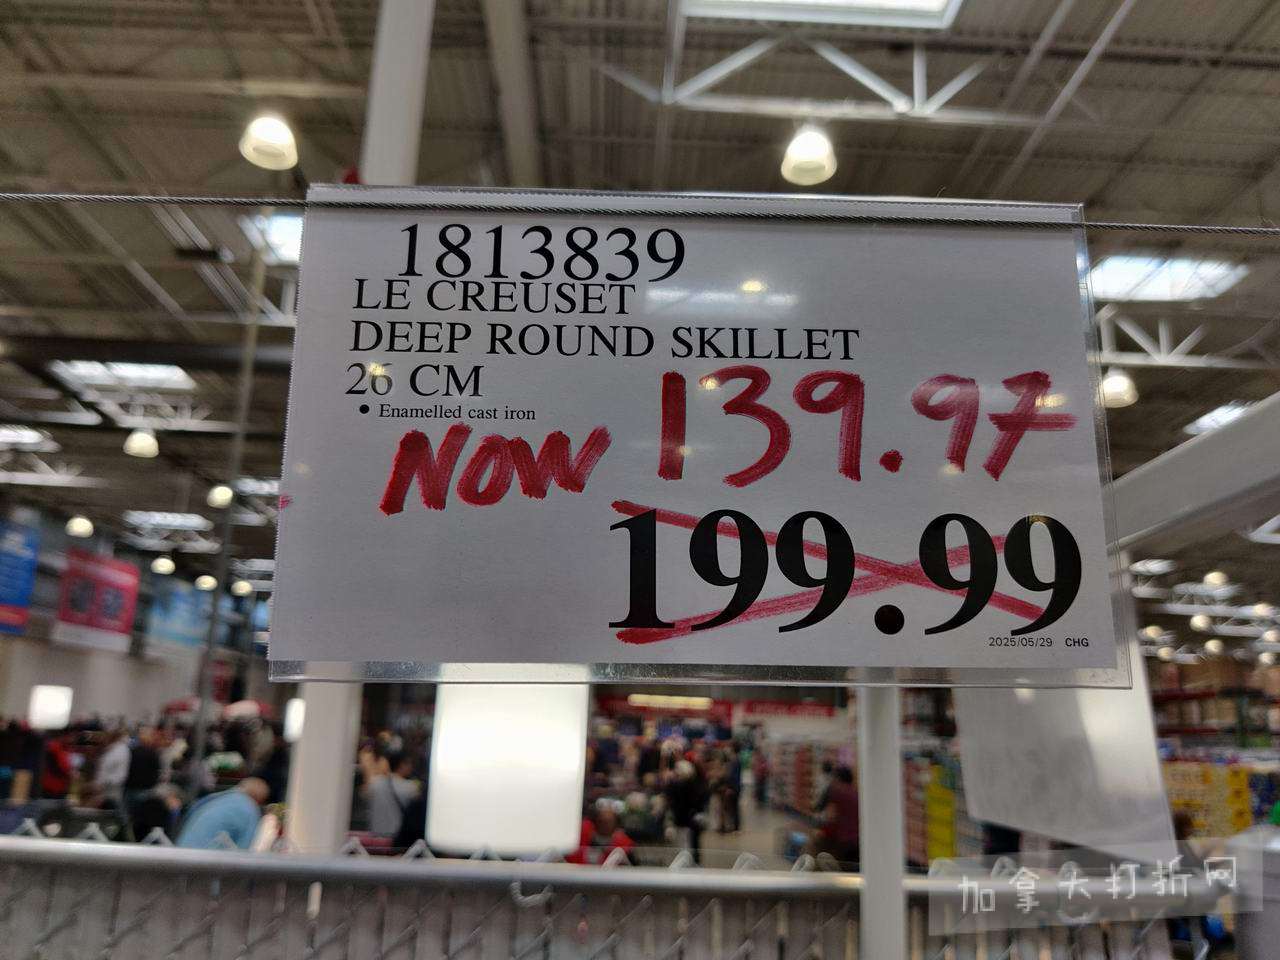 1813839
LE CREUSET
DEEP ROUND SKILLET
26 CM
• Enamelled cast iron
NOW 139.97
199.99
2025/05/29 CHG
加拿大打折网